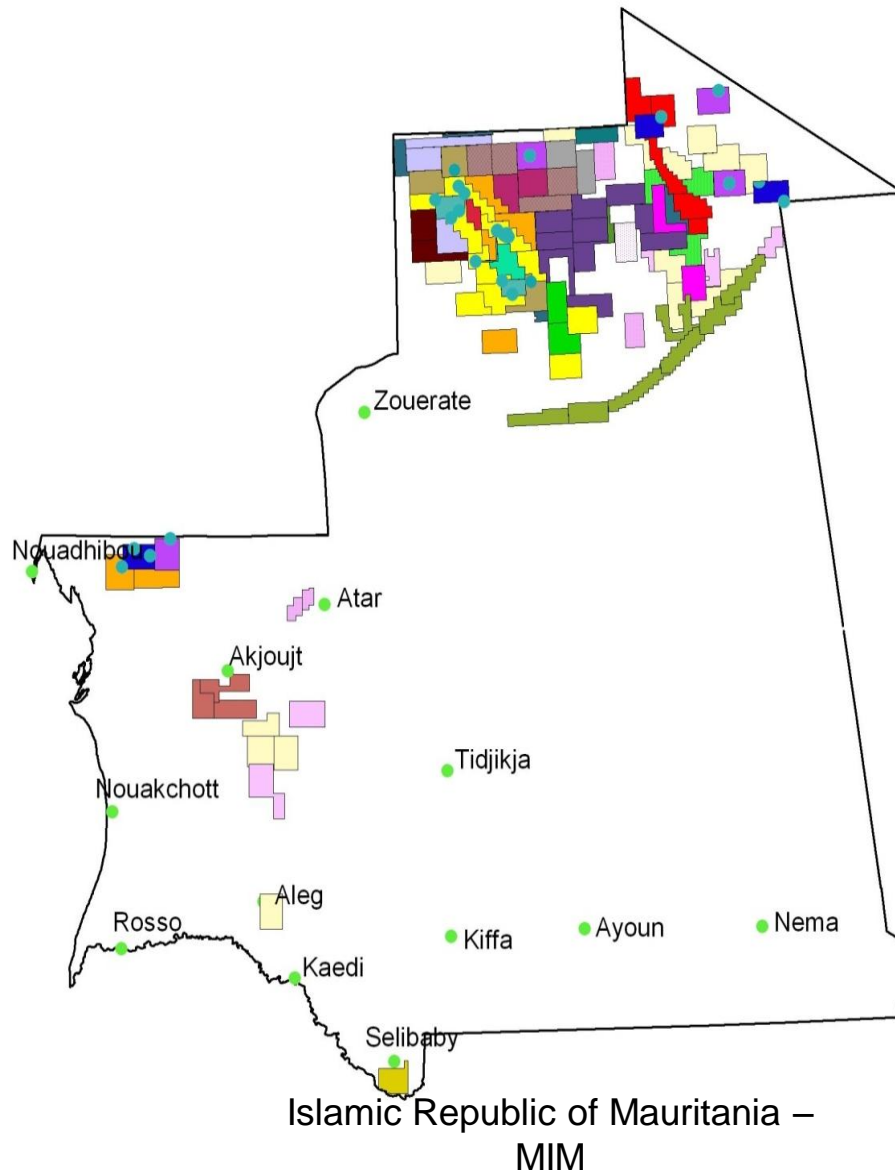 Zouerate
Nouadhibou
Atar
Akjoujt
Tidjikja
Nouakchott
Aleg
Rosso
Kiffa
Ayoun
Nema
Kaedi
Selibaby
Islamic Republic of Mauritania –
MIM